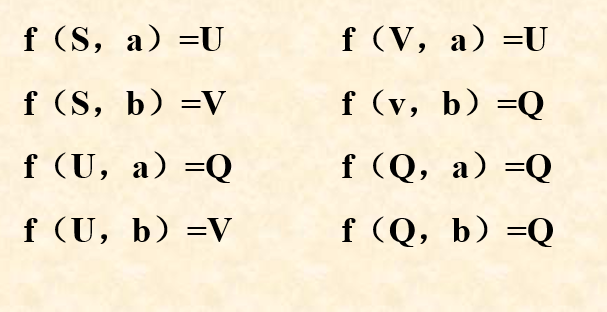 f（S，a）=U
f（V，a）=U
f（S，b）=V
f（v，b）=Q
f（U，a）=Q
f（Q，a）=Q
f（U，b）=V
f（Q，b）=Q